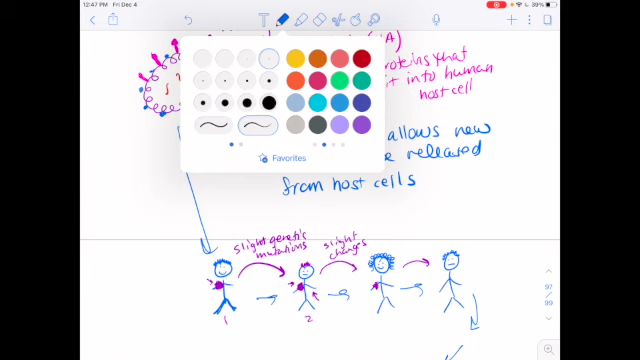 12:47 PM Fri Dec 4
39%
A)
proteins that
it into human
host cell
allows new
released
from host cells
Favorites
slight genetic
mutations
slight
changes
1
2
97
99